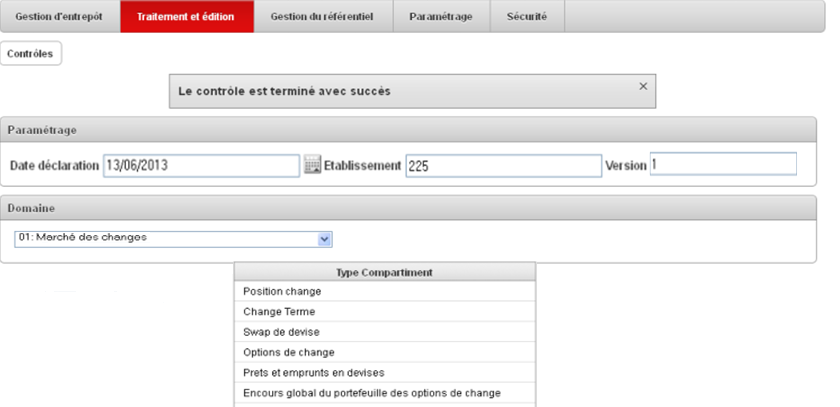 Gestion d'entrepôt Traitement et édition Gestion du référentiel Paramétrage Sécurité
Contrôles
Le contrôle est terminé avec succés ×
Paramétrage
Date déclaration 13/06/2013 Etablissement 225 Version 1
Domaine
01: Marché des changes
Type Compartiment
Position change
Change Terme
Swap de devise
Options de change
Prets et emprunts en devises
Encours global du portefeuille des options de change